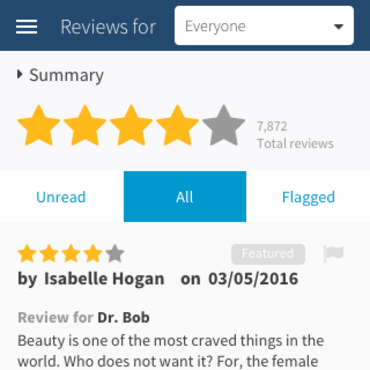 Reviews for Everyone
Summary
7,872
Total reviews
Unread All Flagged
Featured
by Isabelle Hogan on 03/05/2016
Review for Dr. Bob
Beauty is one of the most craved things in the
world. Who does not want it? For, the female